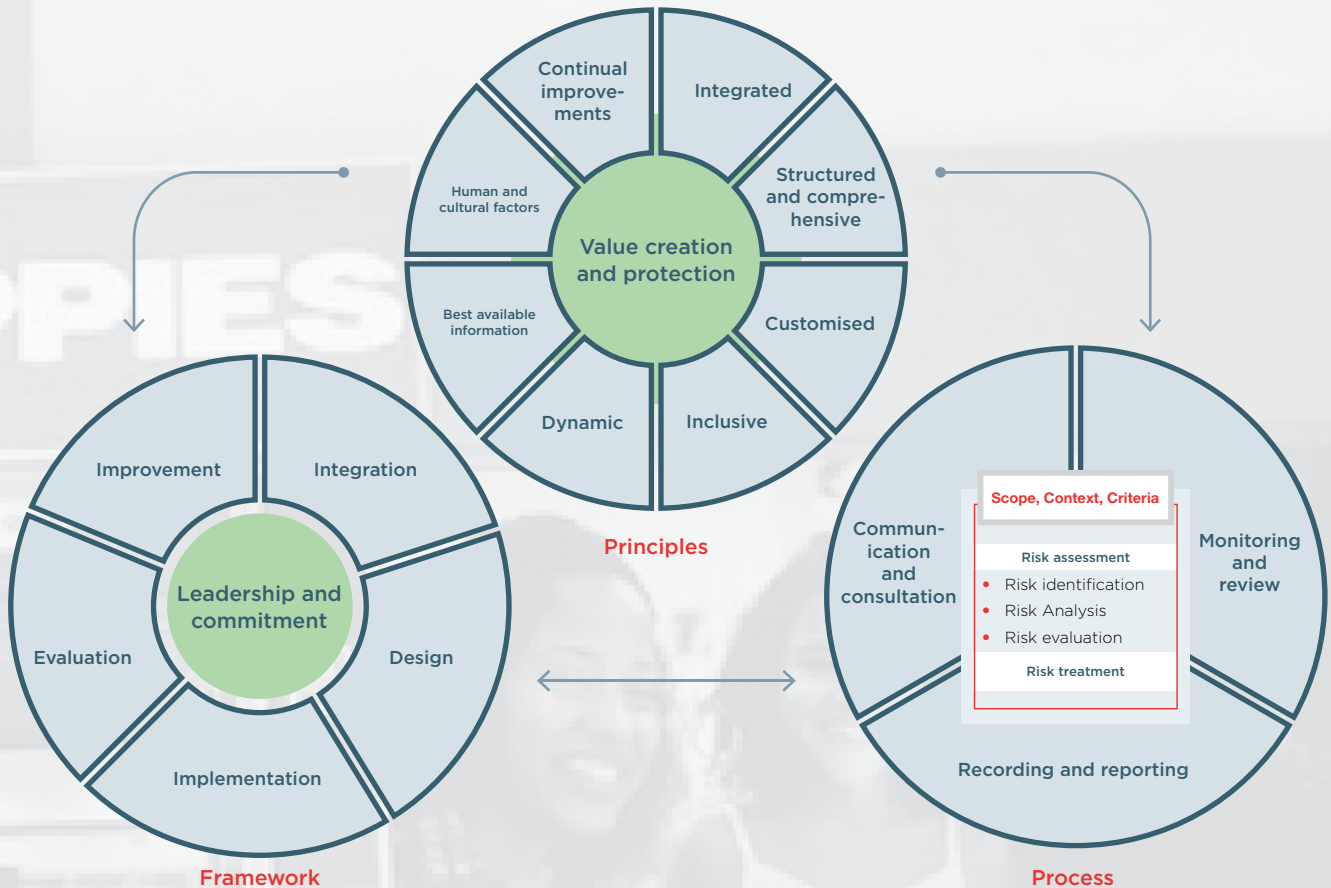 Continual
improve-
ments
Integrated
Structured
and compre-
hensive
Customised
Inclusive
Dynamic
Best available
information
Human and
cultural factors
Value creation
and protection
Principles
Improvement
Integration
Design
Implementation
Evaluation
Leadership and
commitment
Framework
Commun-
ication
and
consultation
Scope, Context, Criteria
Risk assessment
• Risk identification
• Risk Analysis
• Risk evaluation
Risk treatment
Monitoring
and
review
Recording and reporting
Process